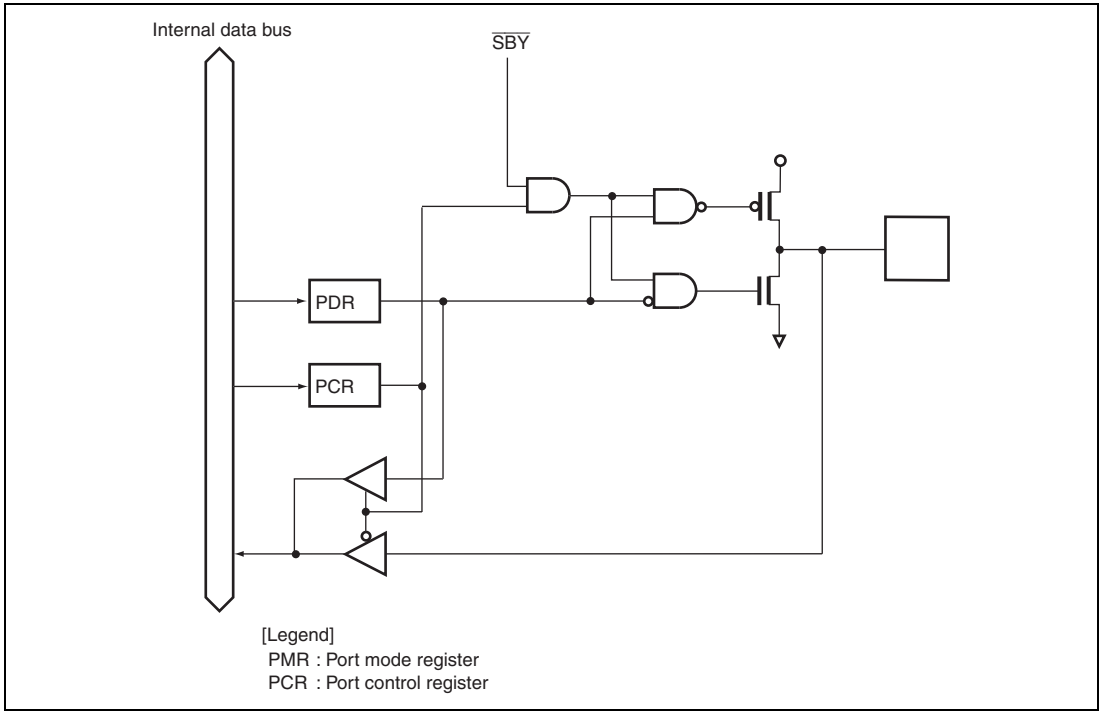 Internal data bus
SBY
PDR
PCR
[Legend]
PMR : Port mode register
PCR : Port control register